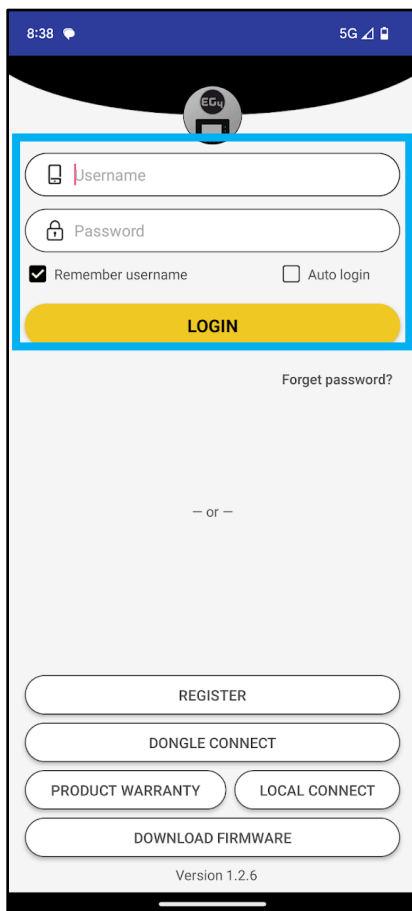 8:38 5G
EG4
Username
Password
Remember username Auto login
LOGIN
Forget password?
— or —
REGISTER
DONGLE CONNECT
PRODUCT WARRANTY LOCAL CONNECT
DOWNLOAD FIRMWARE
Version 1.2.6